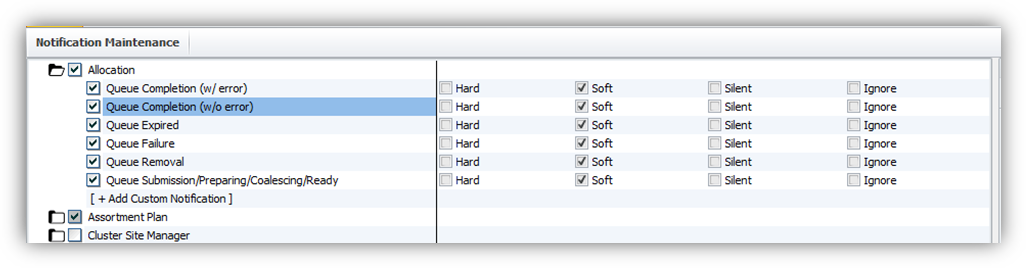 Notification Maintenance
Allocation
Queue Completion (w/ error) Hard Soft Silent Ignore
Queue Completion (w/o error) Hard Soft Silent Ignore
Queue Expired Hard Soft Silent Ignore
Queue Failure Hard Soft Silent Ignore
Queue Removal Hard Soft Silent Ignore
Queue Submission/Preparing/Coalescing/Ready Hard Soft Silent Ignore
[ + Add Custom Notification ]
Assortment Plan
Cluster Site Manager